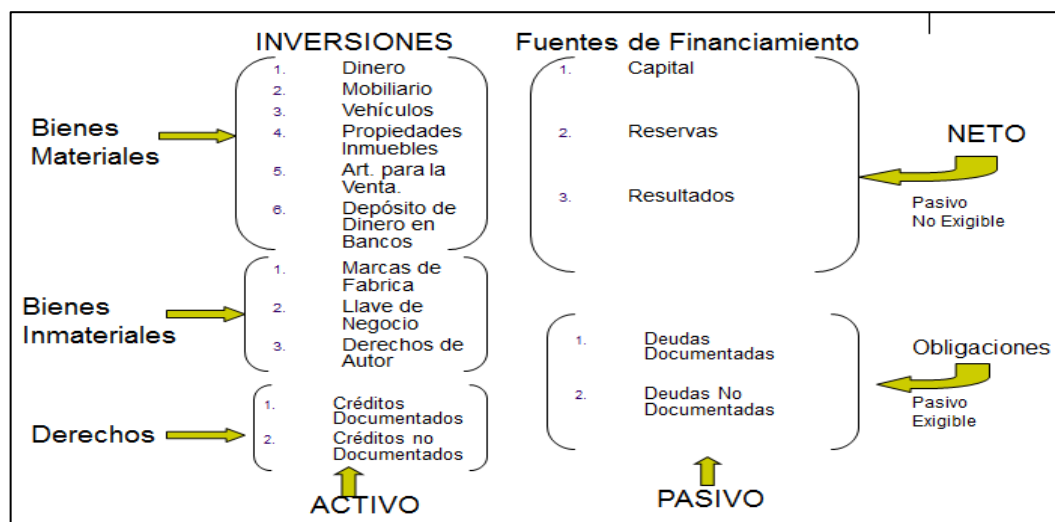 INVERSIONES
1. Dinero
2. Mobiliario
3. Vehículos
4. Propiedades
Inmuebles
5. Art. para la
Venta.
6. Depósito de
Dinero en
Bancos
Bienes
Materiales
1. Marcas de
Fabrica
2. Llave de
Negocio
3. Derechos de
Autor
Bienes
Inmateriales
1. Créditos
Documentados
2. Créditos no
Documentados
Derechos
ACTIVO
Fuentes de Financiamiento
1. Capital
2. Reservas
3. Resultados
NETO
Pasivo
No Exigible
1. Deudas
Documentadas
2. Deudas No
Documentadas
Obligaciones
Pasivo
Exigible
PASIVO